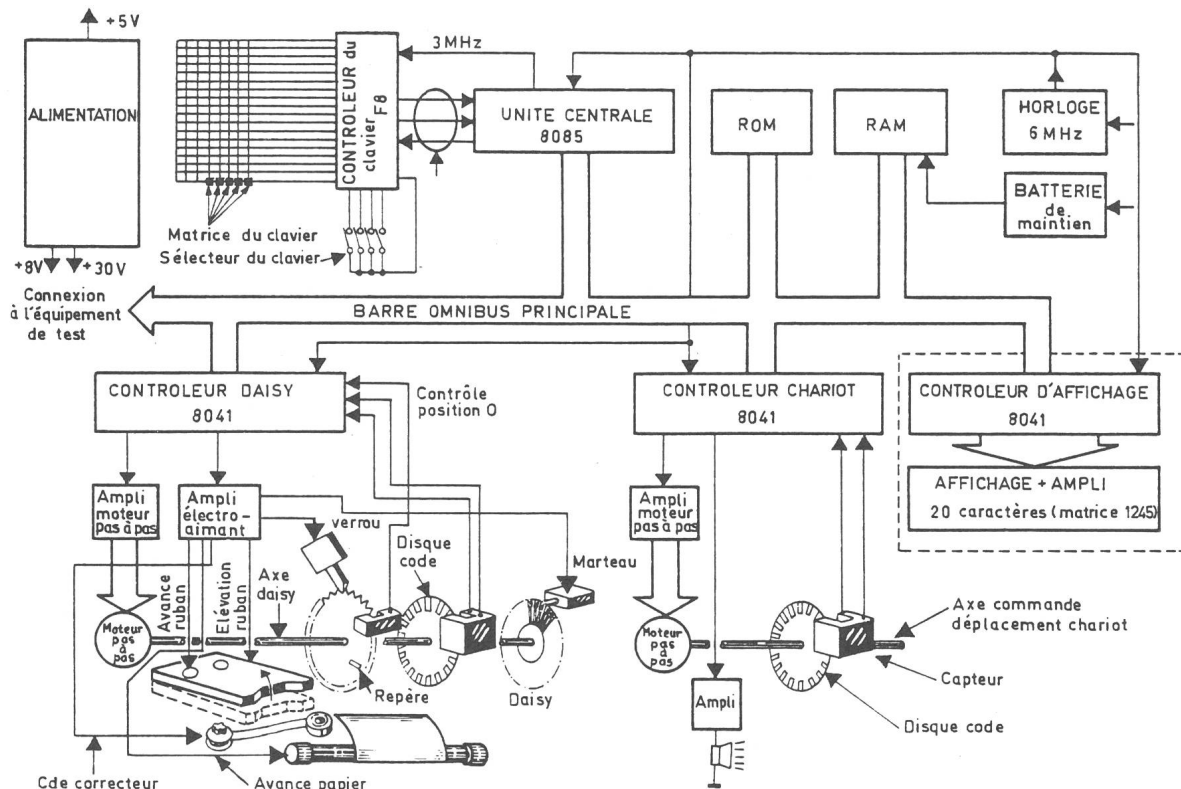 +5V
ALIMENTATION
+8V
+30V
Connexion
à l'équipement
de test
CONTROLEUR du
clavier
F8
3MHz
UNITE CENTRALE
8085
ROM
RAM
HORLOGE
6MHz
BATTERIE
de
maintien
Matrice du clavier
Sélecteur du clavier
BARRE OMNIBUS PRINCIPALE
CONTROLEUR DAISY
8041
Contrôle
position O
CONTROLEUR CHARIOT
8041
CONTROLEUR D'AFFICHAGE
8041
AFFICHAGE + AMPLI
20 caractères (matrice 1245)
Ampli
moteur
pas à pas
Ampli
électro-
aimant
verrou
Disque
code
Marteau
Ampli
moteur
pas à pas
Avance
ruban
Elévation
ruban
Axe
daisy
Moteur
pas
à
pas
Repère
Daisy
Moteur
pas
à
pas
Axe commande
déplacement chariot
Capteur
Disque code
Ampli
Cde correcteur
Avance papier